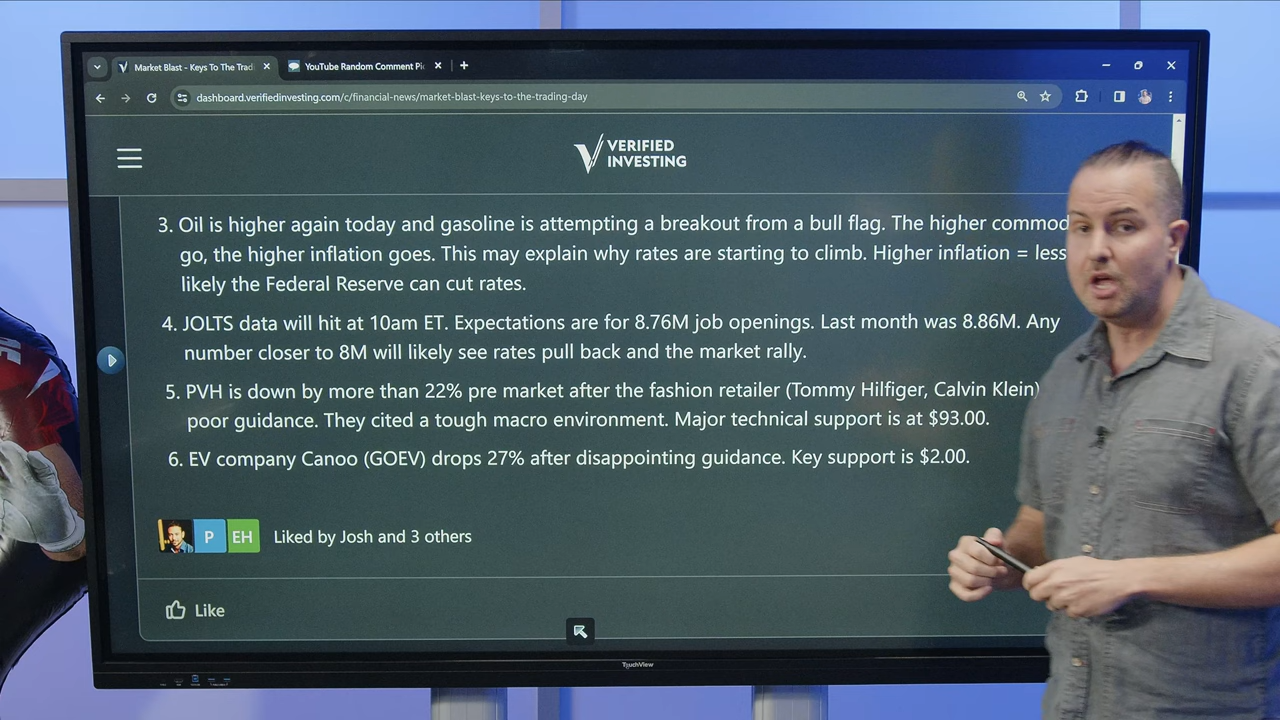 Market Blast - Keys To The Trad
YouTube Random Comment Pi
dashboard.verifiedinvesting.com/c/financial-news/market-blast-keys-to-the-trading-day
VERIFIED
INVESTING
3. Oil is higher again today and gasoline is attempting a breakout from a bull flag. The higher commod
go, the higher inflation goes. This may explain why rates are starting to climb. Higher inflation = less
likely the Federal Reserve can cut rates.
4. JOLTS data will hit at 10am ET. Expectations are for 8.76M job openings. Last month was 8.86M. Any
number closer to 8M will likely see rates pull back and the market rally.
5. PVH is down by more than 22% pre market after the fashion retailer (Tommy Hilfiger, Calvin Klein)
poor guidance. They cited a tough macro environment. Major technical support is at $93.00.
6. EV company Canoo (GOEV) drops 27% after disappointing guidance. Key support is $2.00.
P EH Liked by Josh and 3 others
Like
TouchView